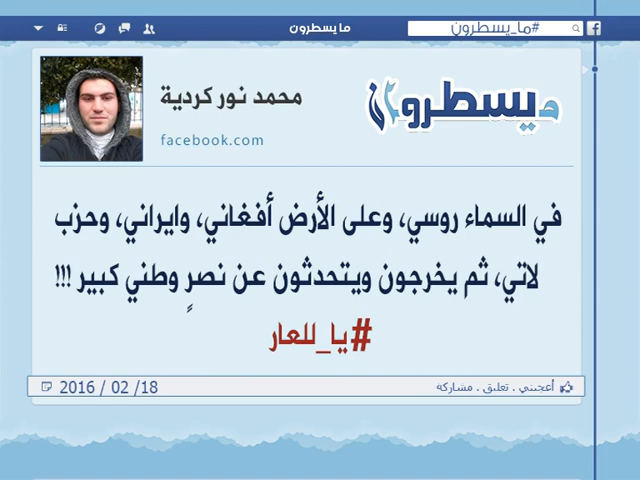 ما يسطرون
#ما_يسطرون
ما يسطرون
محمد نور كردية
facebook.com
في السماء روسي، وعلى الأرض أفغاني، وايراني، وحزب
لاتي، ثم يخرجون ويتحدثون عن نصرٍ وطني كبير !!!
#يا_للعار
أعجبني . تعليق . مشاركه
2016 / 02 /18